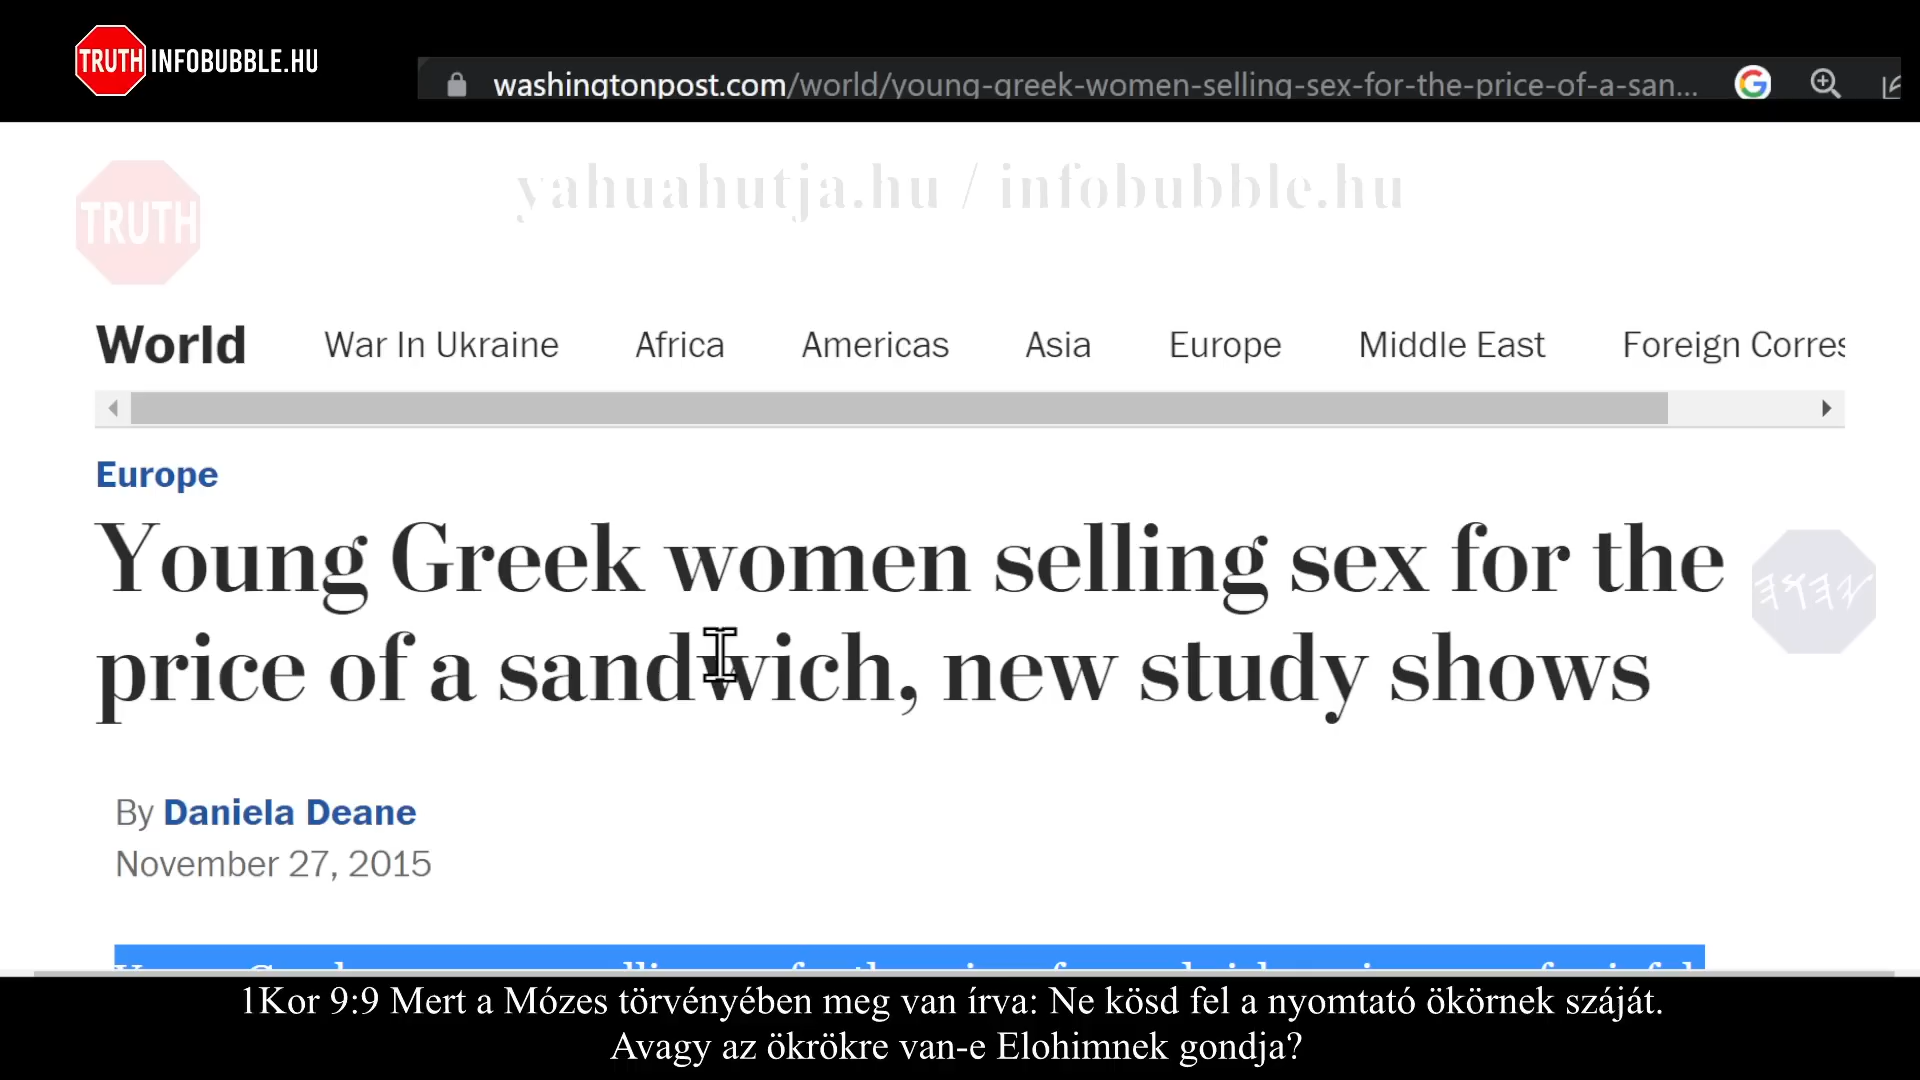 TRUTH INFOBUBBLE.HU
washingtonpost.com/world/young-greek-women-selling-sex-for-the-price-of-a-san...
yahuahutja.hu / infobubble.hu
TRUTH
World War In Ukraine Africa Americas Asia Europe Middle East Foreign Corres
Europe
Young Greek women selling sex for the
price of a sandwich, new study shows
𐤉𐤄𐤅𐤄
By Daniela Deane
November 27, 2015
1Kor 9:9 Mert a Mózes törvényében meg van írva: Ne kösd fel a nyomtató ökörnek száját.
Avagy az ökrökre van-e Elohimnek gondja?